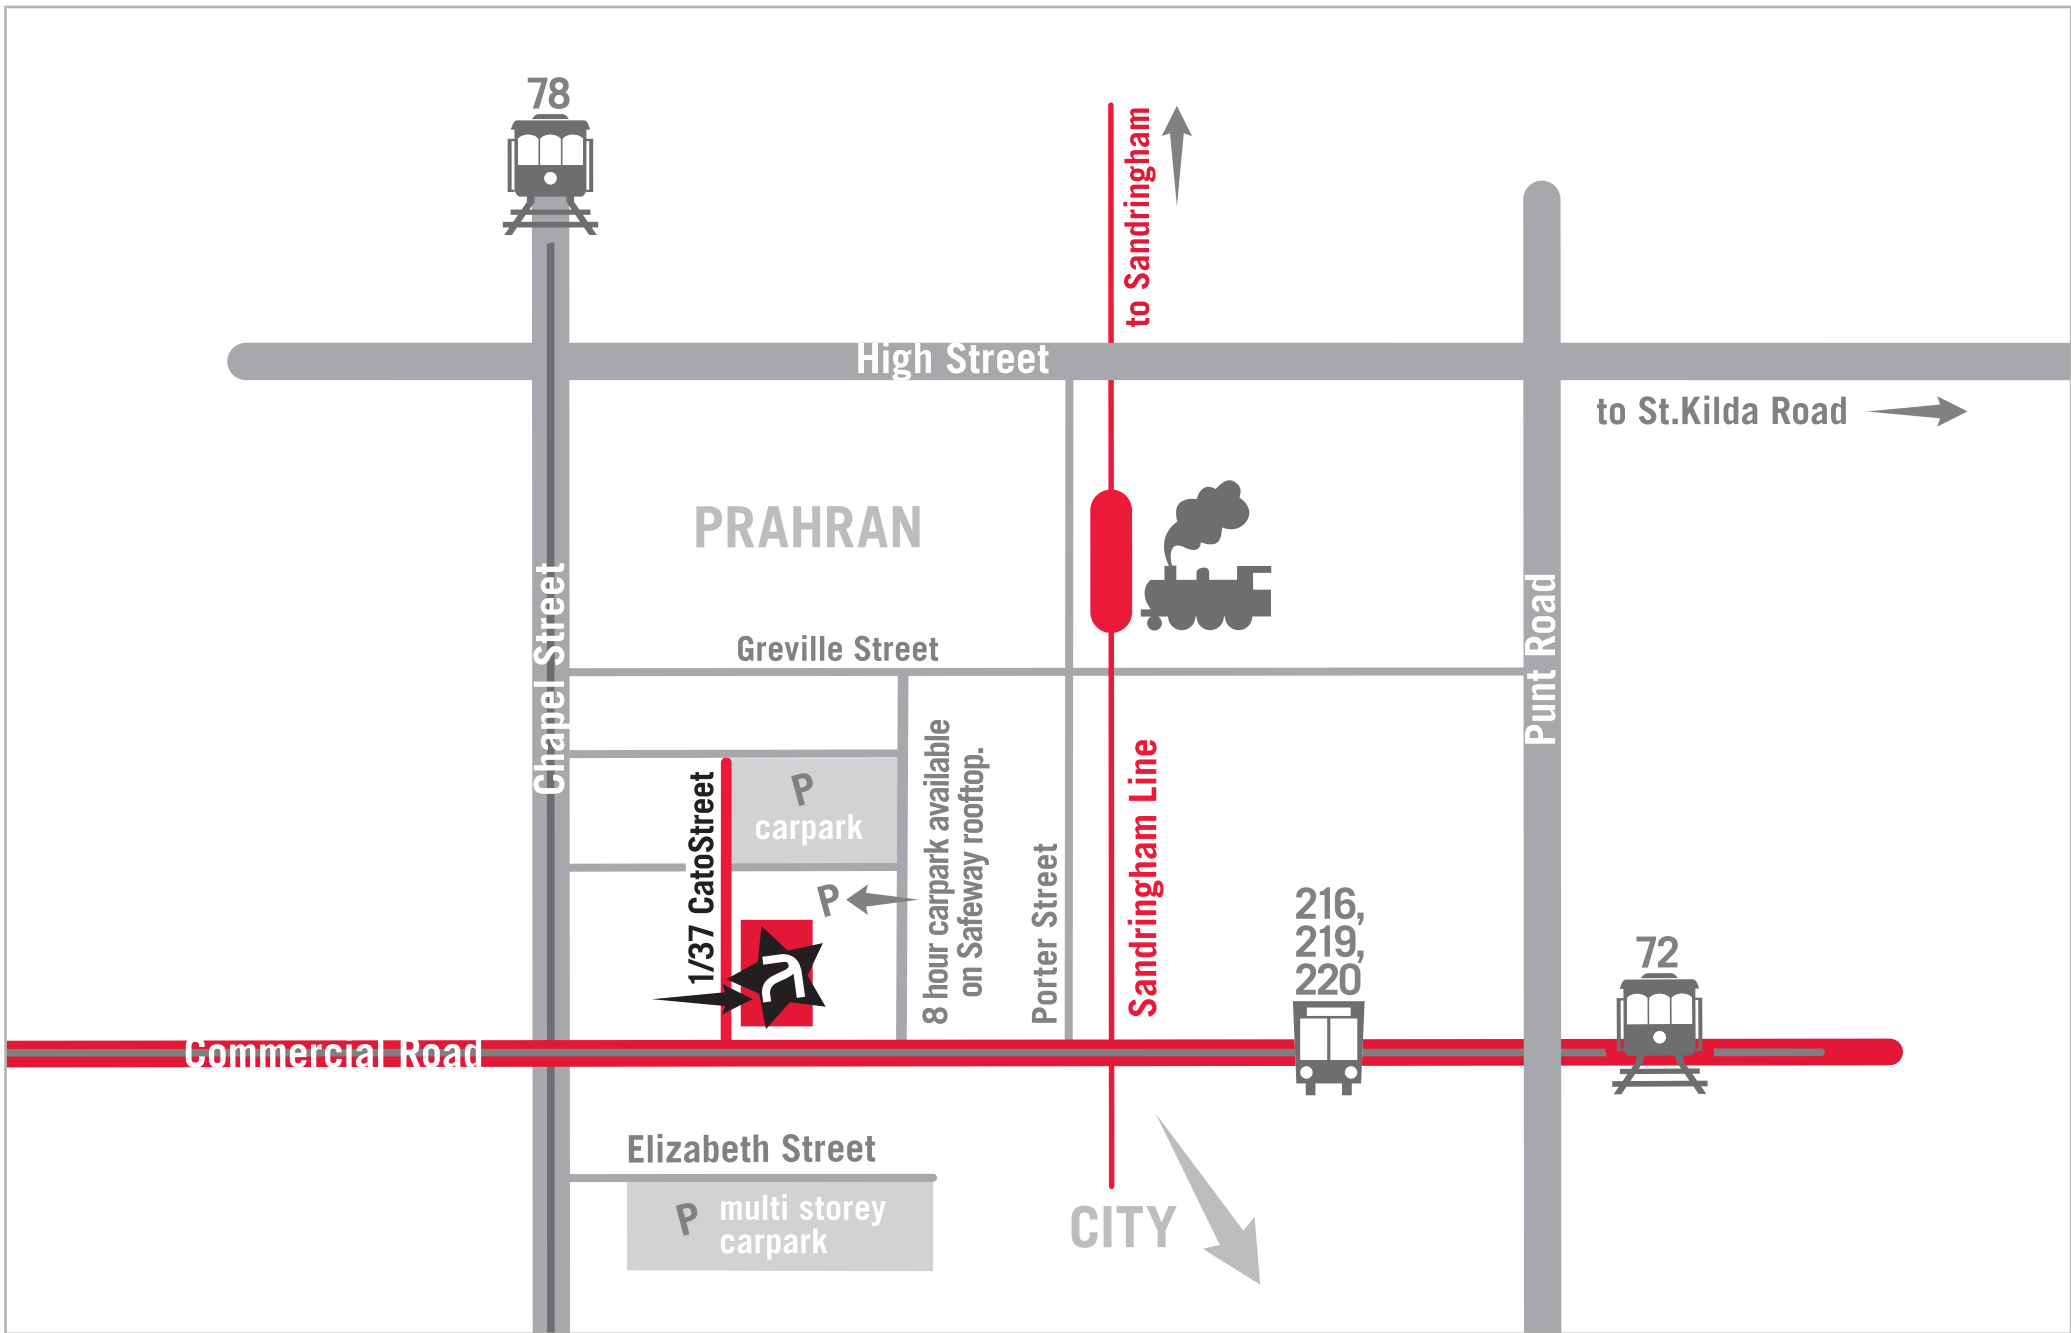 78
to Sandringham
High Street
to St.Kilda Road
PRAHRAN
Chapel Street
Punt Road
Greville Street
P
carpark
1/37 CatoStreet
8 hour carpark available
on Safeway rooftop.
Porter Street
Sandringham Line
P
a
216,
219,
220
72
Commercial Road
Elizabeth Street
P
multi storey
carpark
CITY